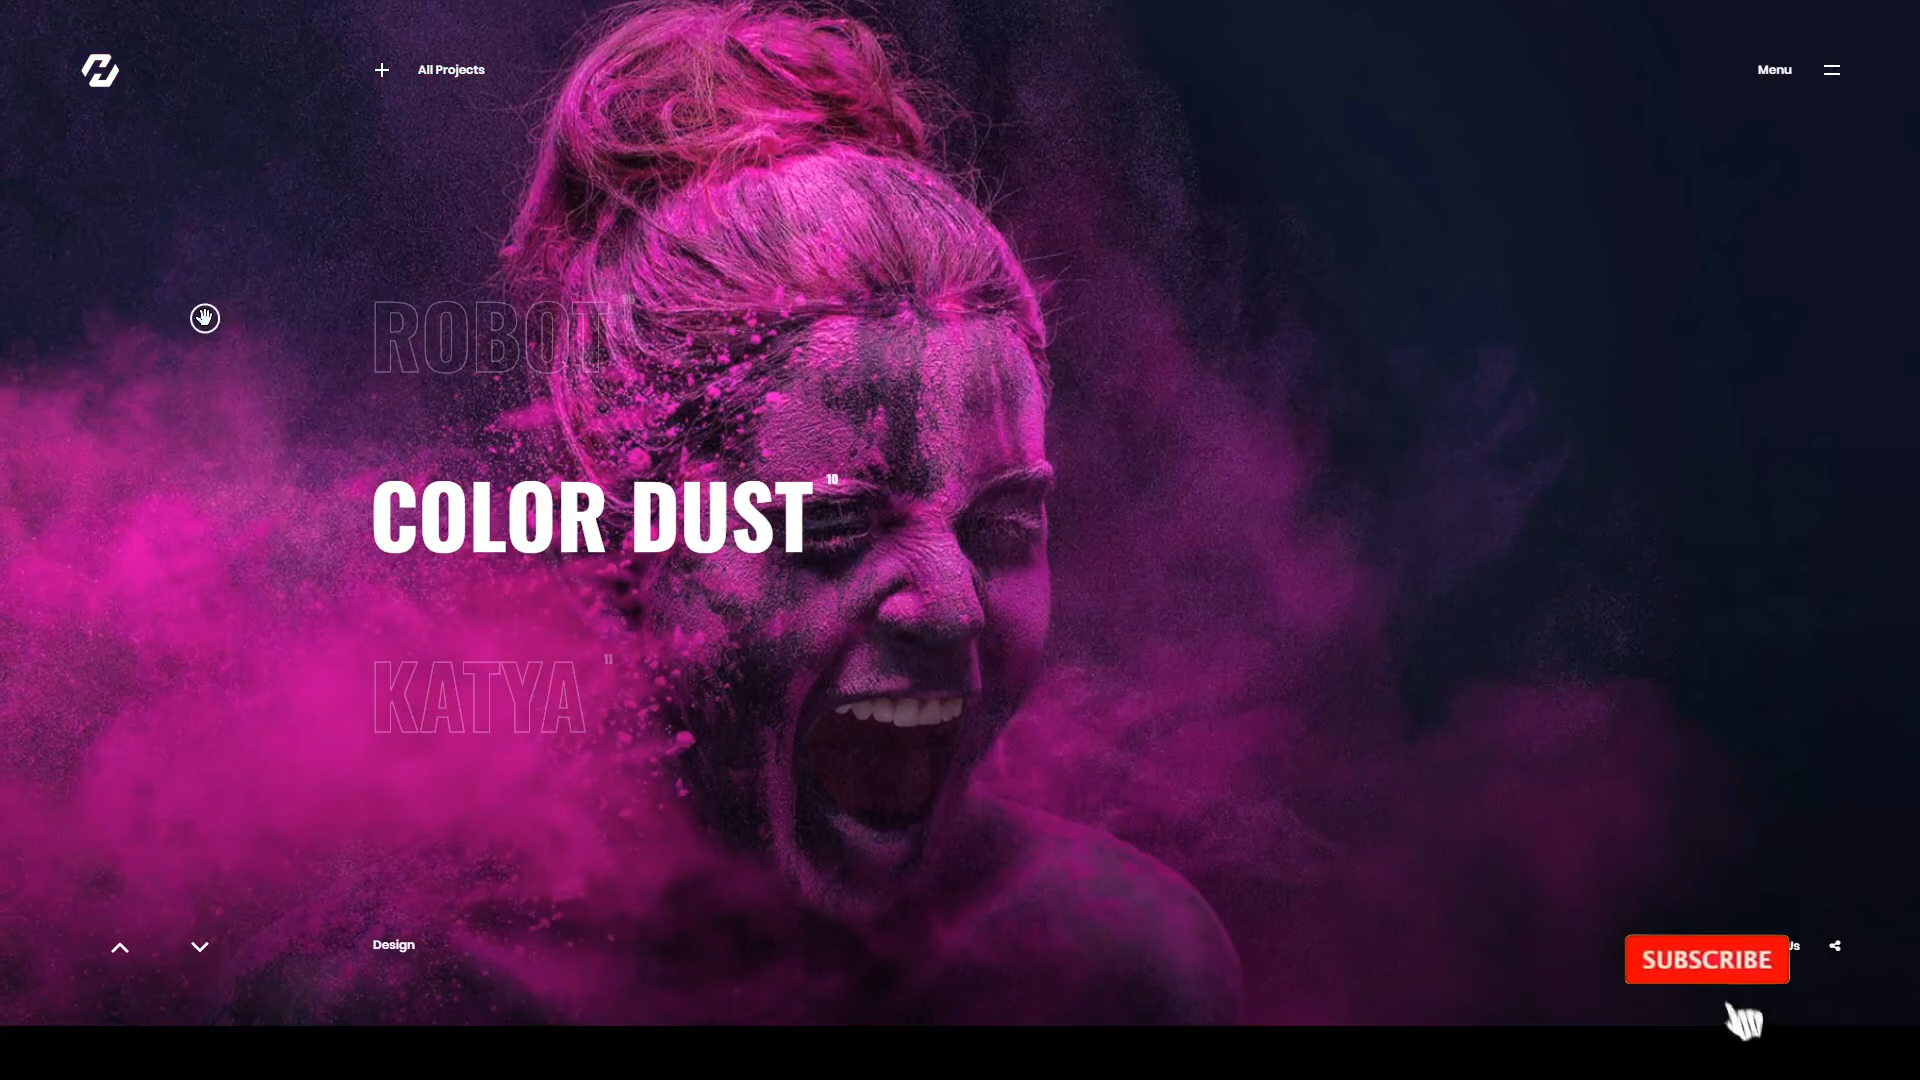 All Projects
Menu
ROBOT
COLOR DUST 10
KATYA 11
Design
SUBSCRIBE